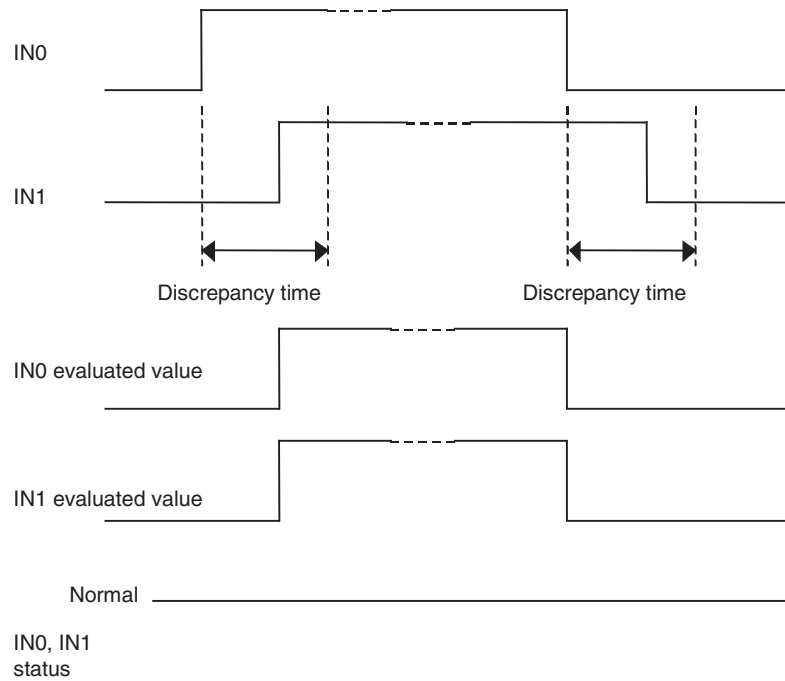 IN0
IN1
Discrepancy time
Discrepancy time
IN0 evaluated value
IN1 evaluated value
Normal
IN0, IN1
status